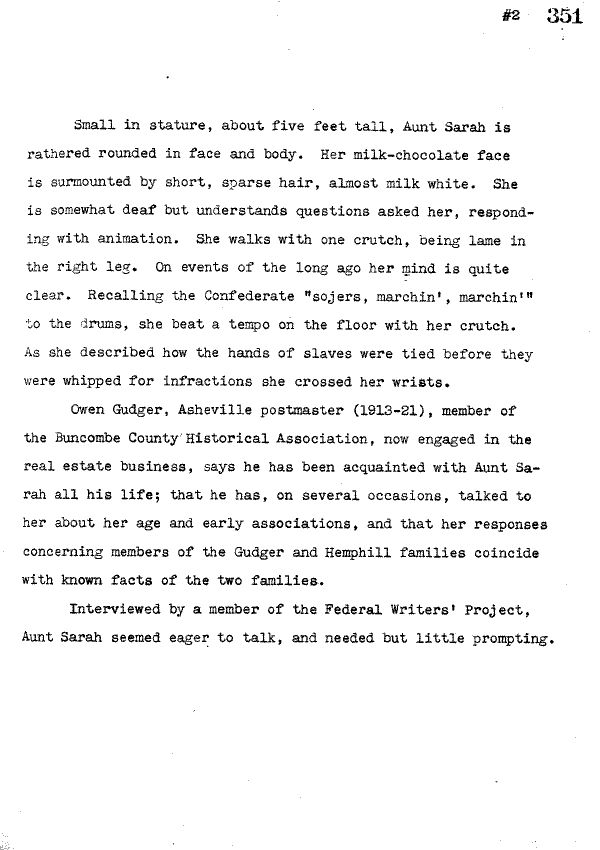 #2 351
Small in stature, about five feet tall, Aunt Sarah is
rathered rounded in face and body. Her milk-chocolate face
is surmounted by short, sparse hair, almost milk white. She
is somewhat deaf but understands questions asked her, respond-
ing with animation. She walks with one crutch, being lame in
the right leg. On events of the long ago her mind is quite
clear. Recalling the Confederate "sojers, marchin', marchin'"
to the drums, she beat a tempo on the floor with her crutch.
As she described how the hands of slaves were tied before they
were whipped for infractions she crossed her wrists.
Owen Gudger, Asheville postmaster (1913-21), member of
the Buncombe County Historical Association, now engaged in the
real estate business, says he has been acquainted with Aunt Sa-
rah all his life; that he has, on several occasions, talked to
her about her age and early associations, and that her responses
concerning members of the Gudger and Hemphill families coincide
with known facts of the two families.
Interviewed by a member of the Federal Writers' Project,
Aunt Sarah seemed eager to talk, and needed but little prompting.